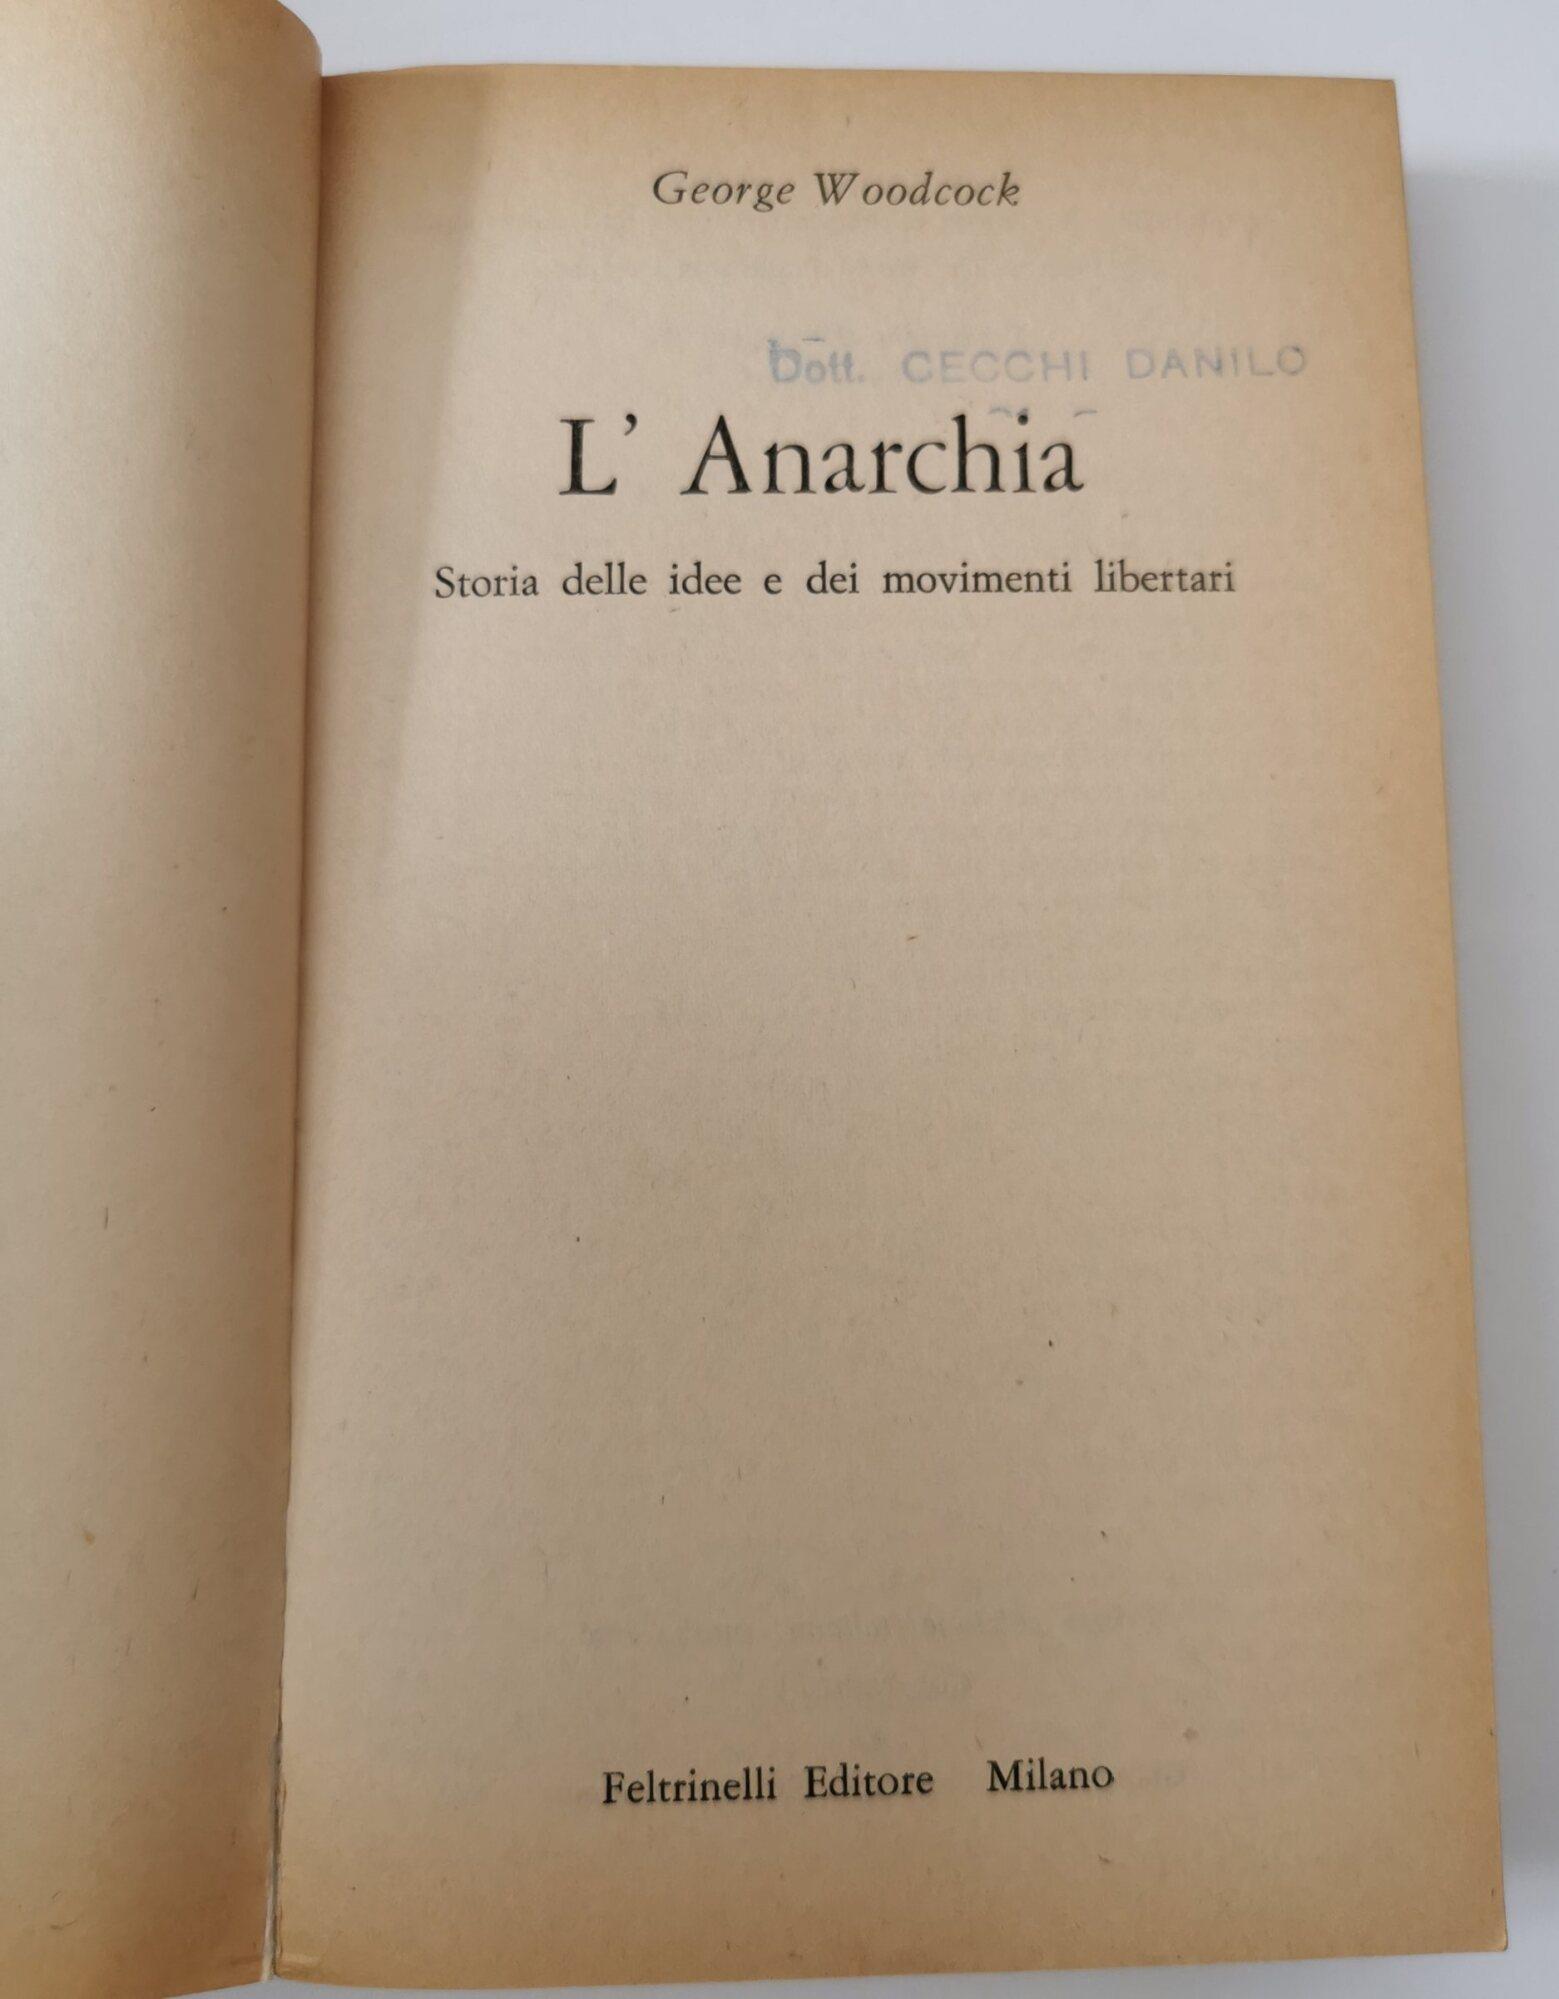 George Woodcock
Dott. CECCHI DANILO
L' Anarchia
Storia delle idee e dei movimenti libertari
Feltrinelli Editore Milano